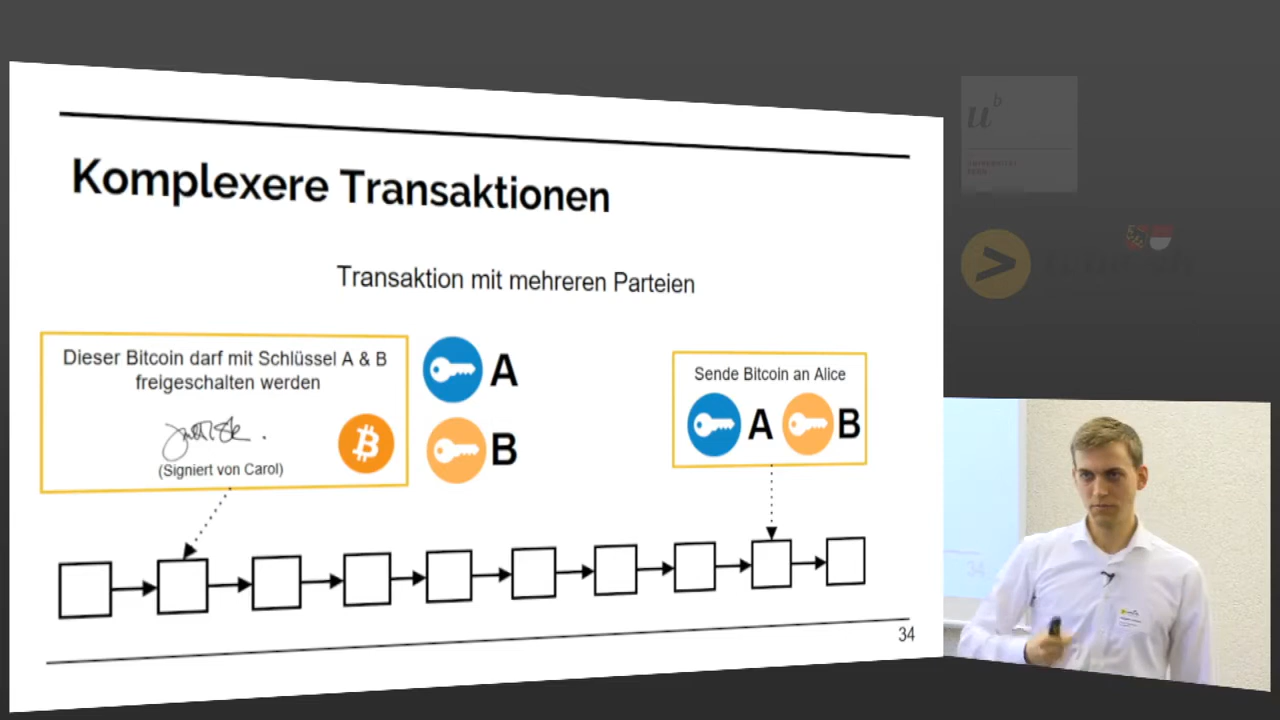 Komplexere Transaktionen
Transaktion mit mehreren Parteien
Dieser Bitcoin darf mit Schlüssel A & B
freigeschalten werden
(Signiert von Carol)
A
B
Sende Bitcoin an Alice
A B
34
u^b
34